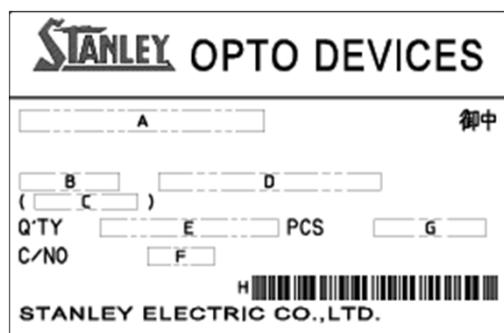 STANLEY OPTO DEVICES
A 御中
B D
( C )
Q'TY E PCS G
C/NO F
H
STANLEY ELECTRIC CO.,LTD.